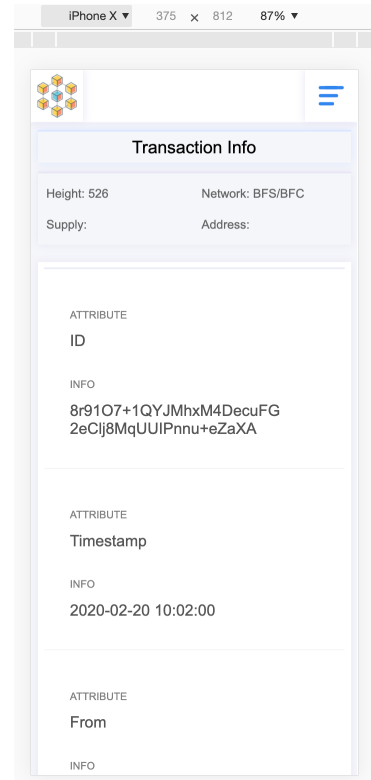 iPhone X ▼ 375 × 812 87% ▼
Transaction Info
Height: 526 Network: BFS/BFC
Supply: Address:
ATTRIBUTE
ID
INFO
8r91O7+1QYJMhxM4DecuFG
2eClj8MqUUIPnnu+eZaXA
ATTRIBUTE
Timestamp
INFO
2020-02-20 10:02:00
ATTRIBUTE
From
INFO